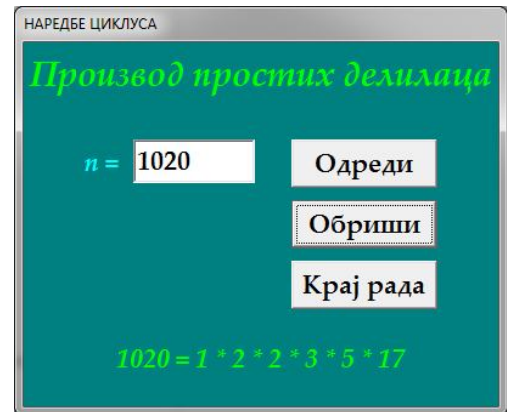 НАРЕДБЕ ЦИКЛУСА
Производ простих делилаца
n = 1020
Одреди
Обриши
Крај рада
1020 = 1 * 2 * 2 * 3 * 5 * 17